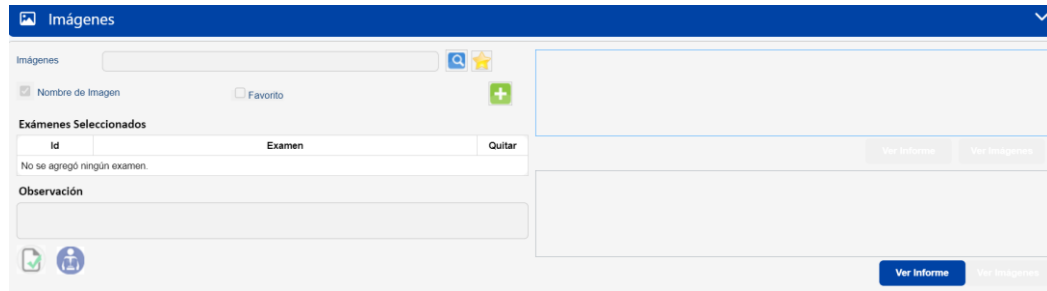 Imágenes
Imágenes
Nombre de Imagen
Favorito
Exámenes Seleccionados
Id Examen Quitar
No se agregó ningún examen.
Observación
Ver Informe Ver Imágenes
Ver Informe Ver Imágenes